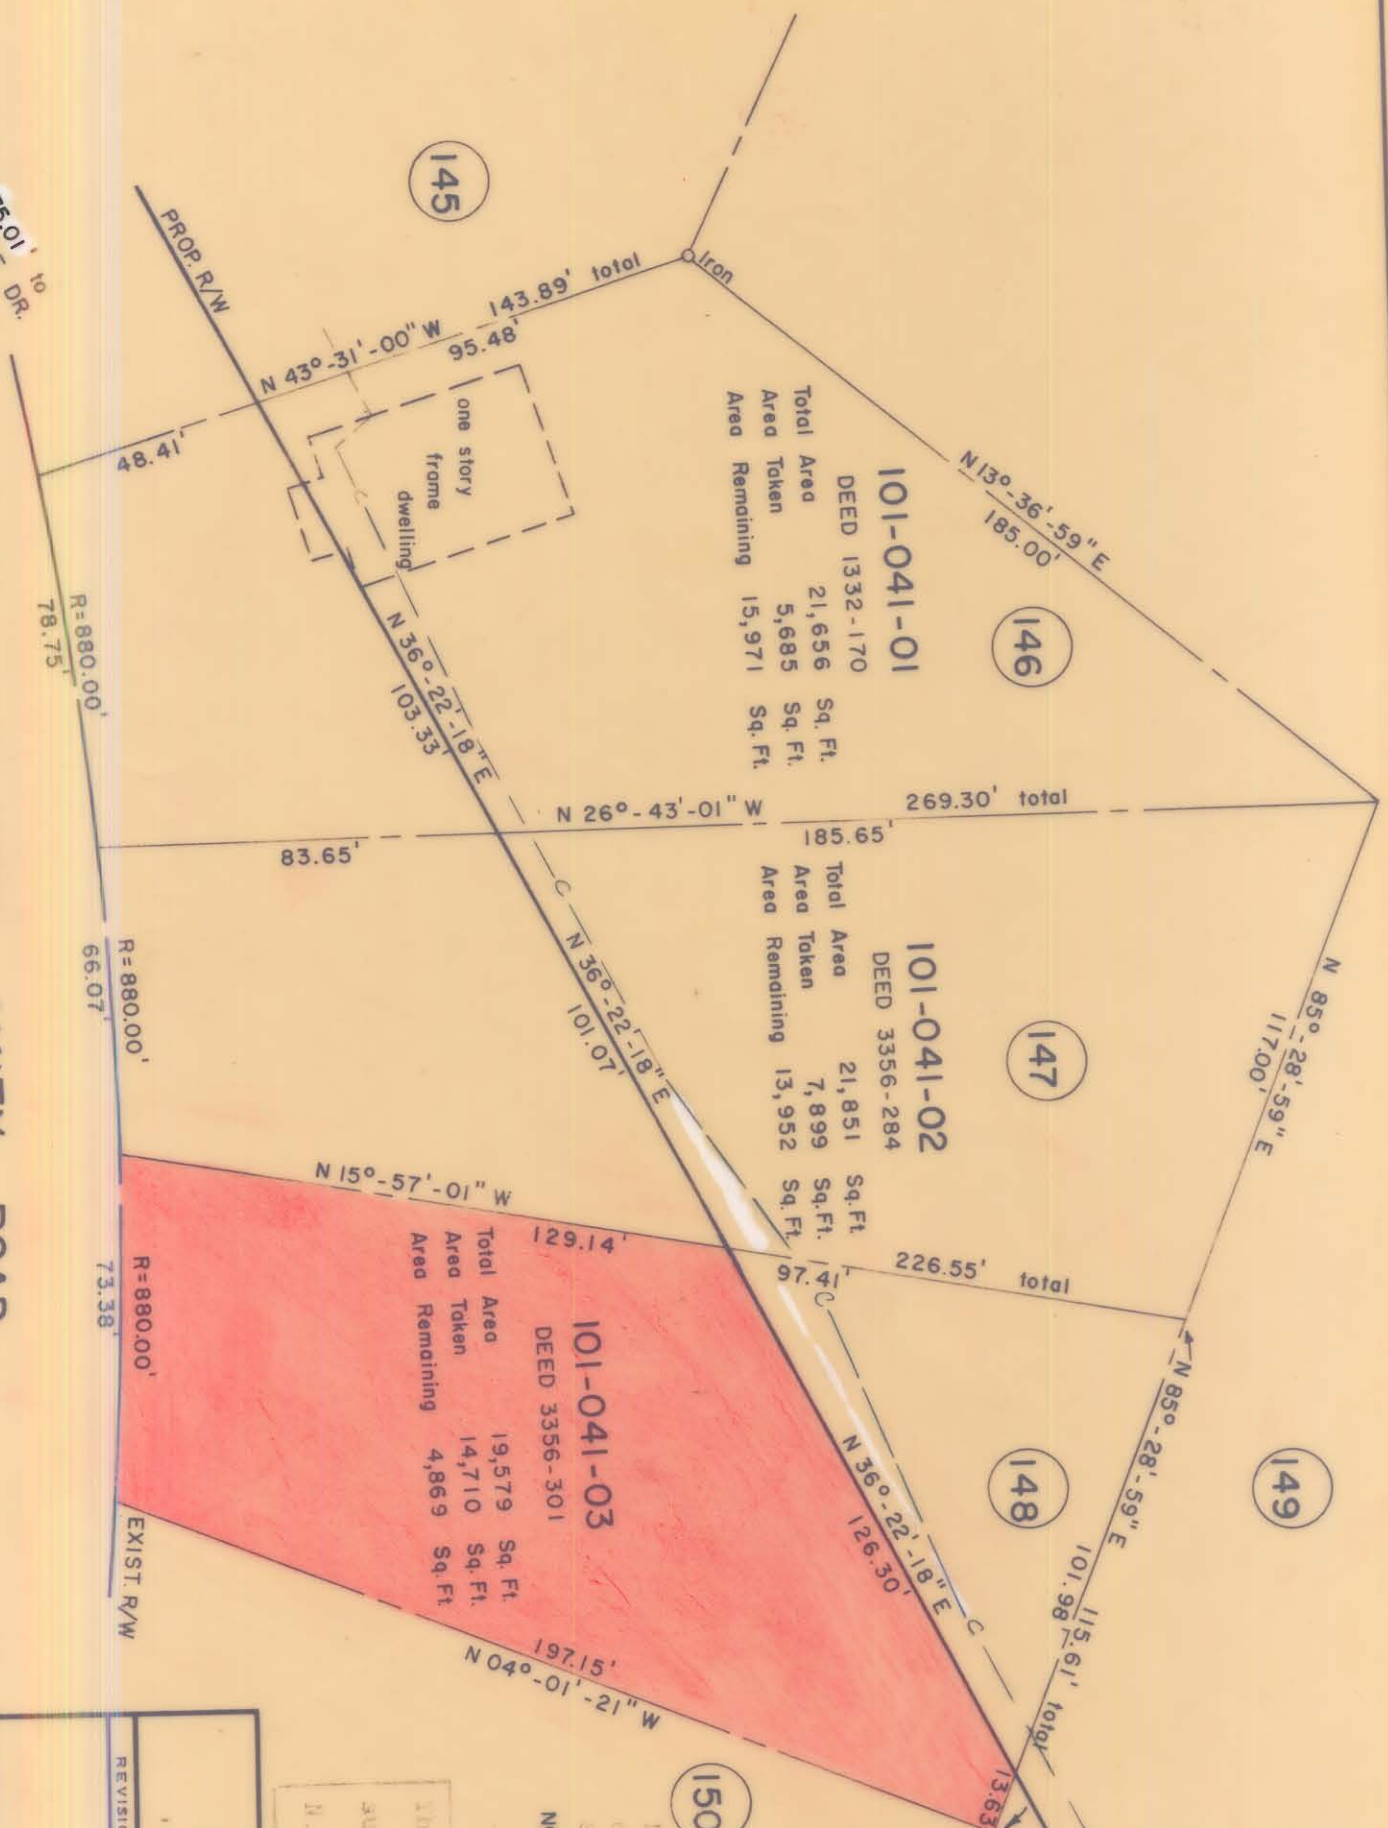 145
PROP. R/W
75.01' to
DR.
Iron
143.89' total
N 43°-31'-00" W
95.48'
48.41'
one story
frame
dwelling
N 13°-36'-59" E
185.00'
146
101-041-01
DEED 1332-170
Total Area 21,656 Sq. Ft.
Area Taken 5,685 Sq. Ft.
Area Remaining 15,971 Sq. Ft.
C
N 36°-22'-18" E
103.33'
R=880.00'
78.75'
269.30' total
N 26°-43'-01" W
185.65'
83.65'
C
N 85°-28'-59" E
117.00'
147
101-041-02
DEED 3356-284
Total Area 21,851 Sq. Ft.
Area Taken 7,899 Sq. Ft.
Area Remaining 13,952 Sq. Ft.
N 36°-22'-18" E
101.07'
R=880.00'
66.07'
226.55' total
97.41'
C
N 15°-57'-01" W
129.14'
149
148
N 85°-28'-59" E
101.98'
115.61' total
13.63'
101-041-03
DEED 3356-301
Total Area 19,579 Sq. Ft.
Area Taken 14,710 Sq. Ft.
Area Remaining 4,869 Sq. Ft.
N 36°-22'-18" E
126.30'
C
R=880.00'
73.38'
EXIST. R/W
197.15'
N 04°-01'-21" W
150
ROAD